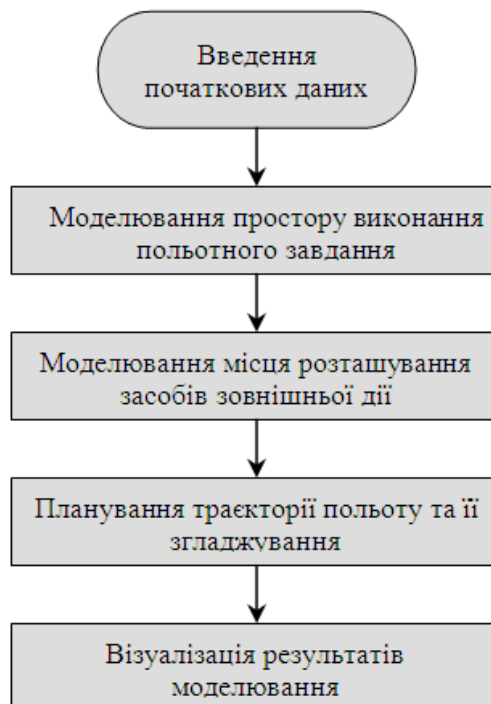 Введення
початкових даних
Моделювання простору виконання
польотного завдання
Моделювання місця розташування
засобів зовнішньої дії
Планування траєкторії польоту та її
згладжування
Візуалізація результатів
моделювання